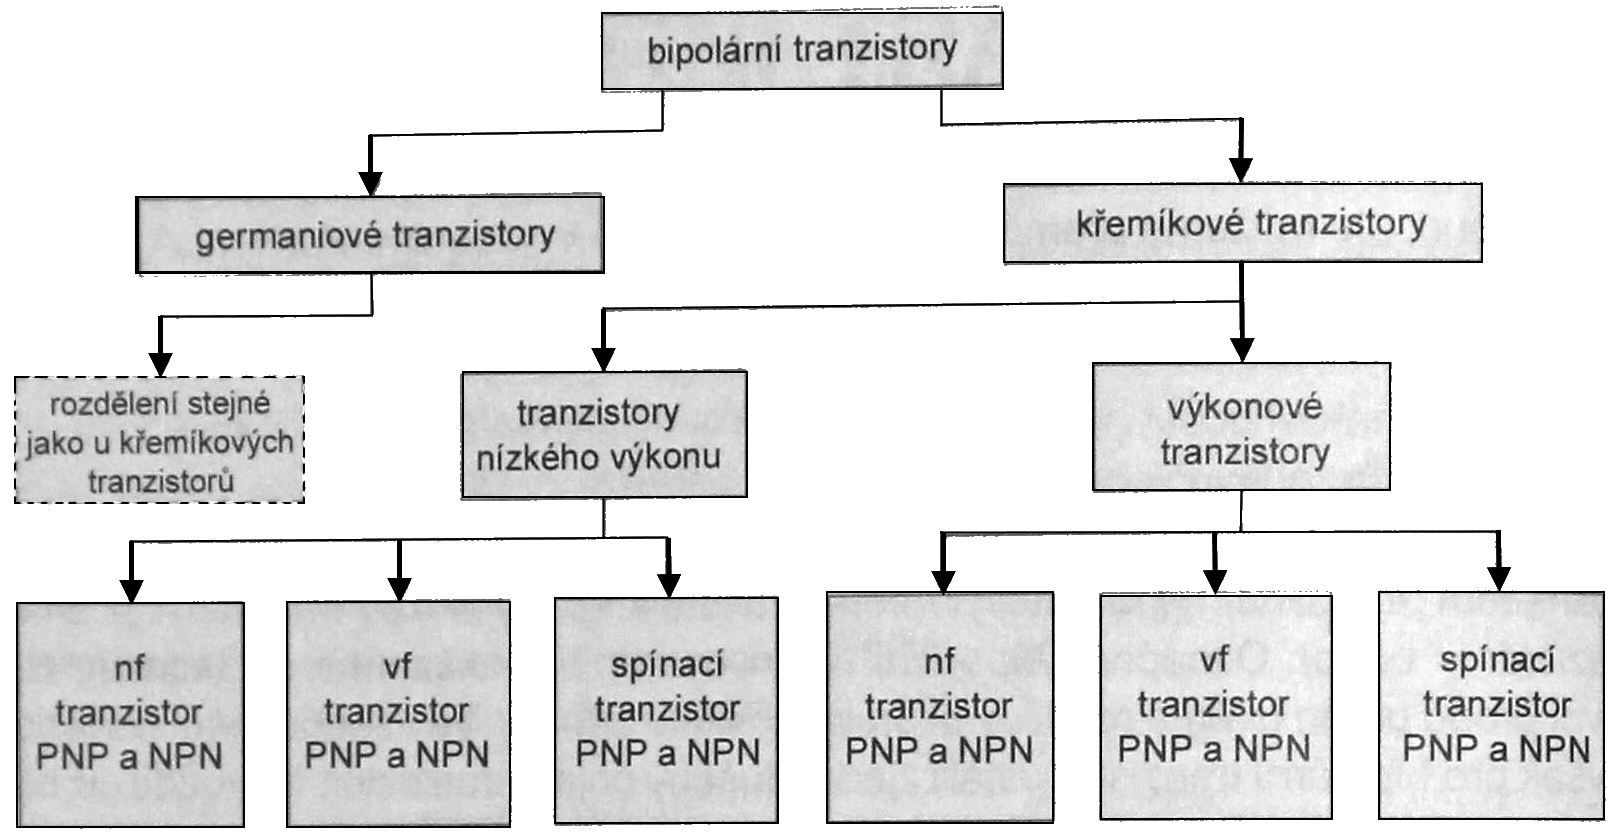 bipolární tranzistory
germaniové tranzistory
křemíkové tranzistory
rozdělení stejné
jako u křemíkových
tranzistorů
tranzistory
nízkého výkonu
výkonové
tranzistory
nf
tranzistor
PNP a NPN
vf
tranzistor
PNP a NPN
spínací
tranzistor
PNP a NPN
nf
tranzistor
PNP a NPN
vf
tranzistor
PNP a NPN
spínací
tranzistor
PNP a NPN